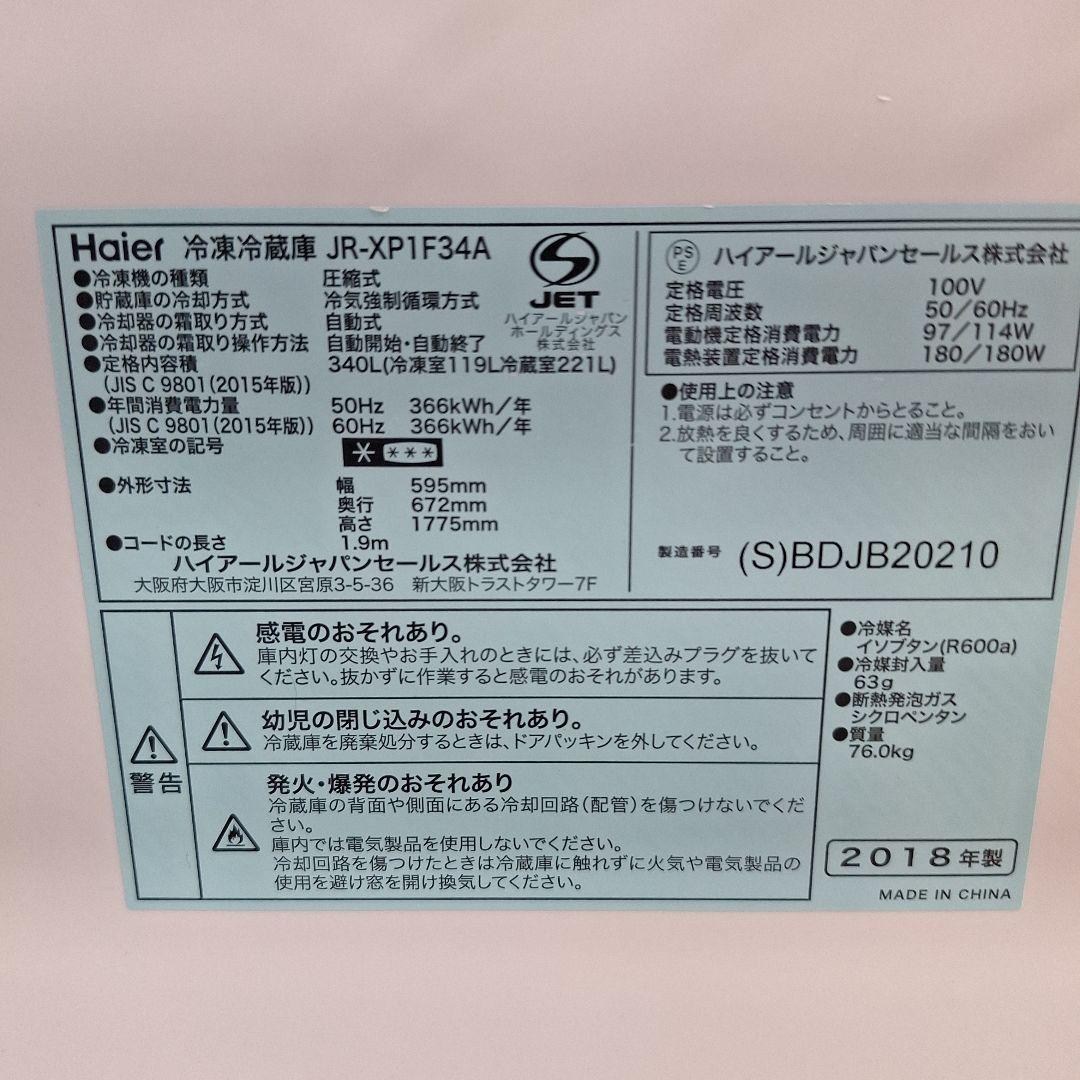 Haier 冷凍冷蔵庫 JR-XP1F34A
●冷凍機の種類 圧縮式
●貯蔵庫の冷却方式 冷気強制循環方式
●冷却器の霜取り方式 自動式
●冷却器の霜取り操作方法 自動開始・自動終了
●定格内容積 340L(冷凍室119L冷蔵室221L)
(JIS C 9801(2015年版))
●年間消費電力量 50Hz 366kWh/年
(JIS C 9801(2015年版)) 60Hz 366kWh/年
●冷凍室の記号
●外形寸法 幅 595mm
奥行 672mm
高さ 1775mm
●コードの長さ 1.9m
ハイアールジャパンセールス株式会社
大阪府大阪市淀川区宮原3-5-36 新大阪トラストタワー7F
JET
ハイアールジャパン
ホールディングス
株式会社
PS
E
ハイアールジャパンセールス株式会社
定格電圧 100V
定格周波数 50/60Hz
電動機定格消費電力 97/114W
電熱装置定格消費電力 180/180W
●使用上の注意
1.電源は必ずコンセントからとること。
2.放熱を良くするため、周囲に適当な間隔をおい
て設置すること。
製造番号 (S)BDJB20210
警告
感電のおそれあり。
庫内灯の交換やお手入れのときには、必ず差込みプラグを抜いて
ください。抜かずに作業すると感電のおそれがあります。
幼児の閉じ込みのおそれあり。
冷蔵庫を廃棄処分するときは、ドアパッキンを外してください。
発火・爆発のおそれあり
冷蔵庫の背面や側面にある冷却回路(配管)を傷つけないでくだ
さい。
庫内では電気製品を使用しないでください。
冷却回路を傷つけたときは冷蔵庫に触れずに火気や電気製品の
使用を避け窓を開け換気してください。
●冷媒名
イソブタン(R600a)
●冷媒封入量
63g
●断熱発泡ガス
シクロペンタン
●質量
76.0kg
2018年製
MADE IN CHINA